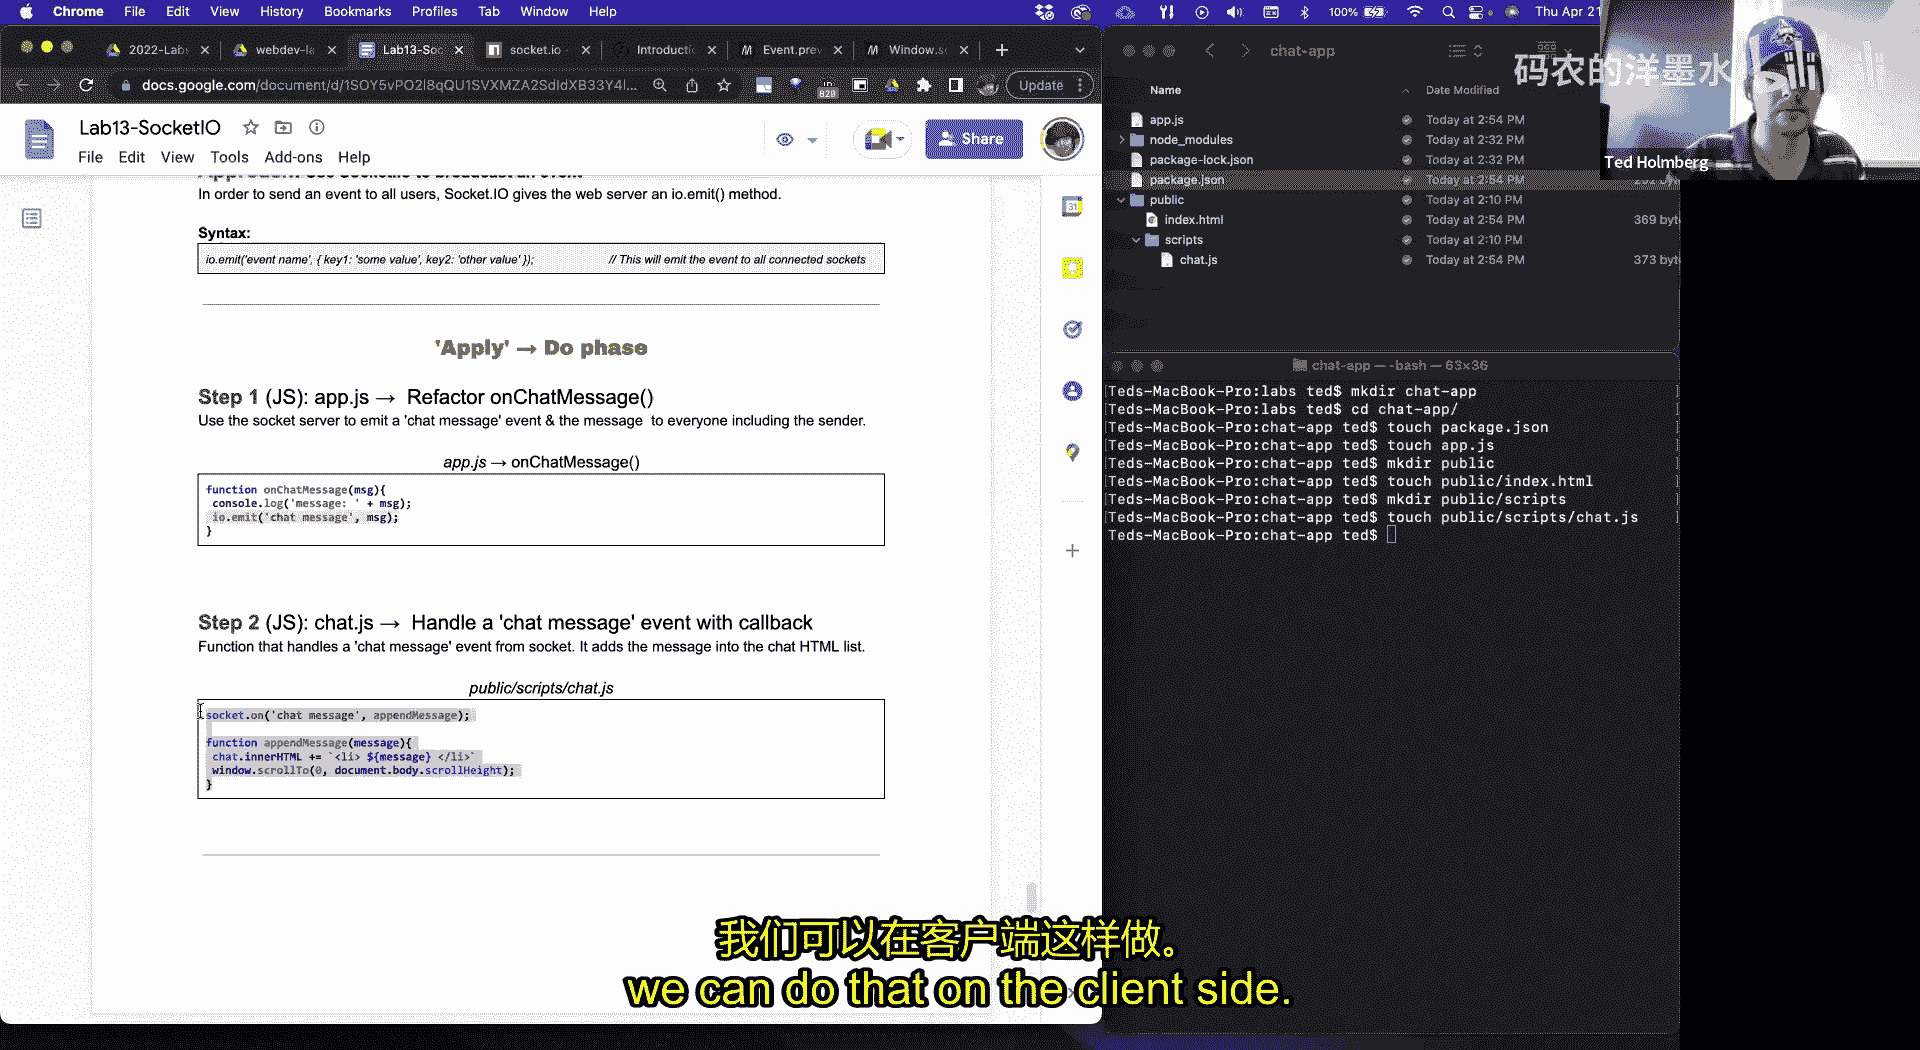 Chrome File Edit View History Bookmarks Profiles Tab Window Help
100% Thu Apr 21
2022-Lab
webdev-la
Lab13-Soc
socket.io -
Introductio
Event.prev
Window.sc
docs.google.com/document/d/1SOY5vPO2l8qQU1SVXMZA2SdIdXB33Y4l...
Update
Lab13-SocketIO
File Edit View Tools Add-ons Help
Share
In order to send an event to all users, Socket.IO gives the web server an io.emit() method.
Syntax:
io.emit('event name', { key1: 'some value', key2: 'other value' }); // This will emit the event to all connected sockets
'Apply' → Do phase
Step 1 (JS): app.js → Refactor onChatMessage()
Use the socket server to emit a 'chat message' event & the message to everyone including the sender.
app.js → onChatMessage()
function onChatMessage(msg){
console.log('message: ' + msg);
io.emit('chat message', msg);
}
Step 2 (JS): chat.js → Handle a 'chat message' event with callback
Function that handles a 'chat message' event from socket. It adds the message into the chat HTML list.
public/scripts/chat.js
socket.on('chat message', appendMessage);
function appendMessage(message){
chat.innerHTML += `<li> ${message} </li>`
window.scrollTo(0, document.body.scrollHeight);
}
chat-app
Name Date Modified
app.js Today at 2:54 PM
node_modules Today at 2:32 PM
package-lock.json Today at 2:32 PM
package.json Today at 2:54 PM
public Today at 2:10 PM
index.html Today at 2:54 PM 369 byt
scripts Today at 2:10 PM
chat.js Today at 2:54 PM 373 byt
chat-app — -bash — 63×36
Teds-MacBook-Pro:labs ted$ mkdir chat-app
Teds-MacBook-Pro:labs ted$ cd chat-app/
Teds-MacBook-Pro:chat-app ted$ touch package.json
Teds-MacBook-Pro:chat-app ted$ touch app.js
Teds-MacBook-Pro:chat-app ted$ mkdir public
Teds-MacBook-Pro:chat-app ted$ touch public/index.html
Teds-MacBook-Pro:chat-app ted$ mkdir public/scripts
Teds-MacBook-Pro:chat-app ted$ touch public/scripts/chat.js
Teds-MacBook-Pro:chat-app ted$
码农的洋墨水
Ted Holmberg
我们可以在客户端这样做。
we can do that on the client side.